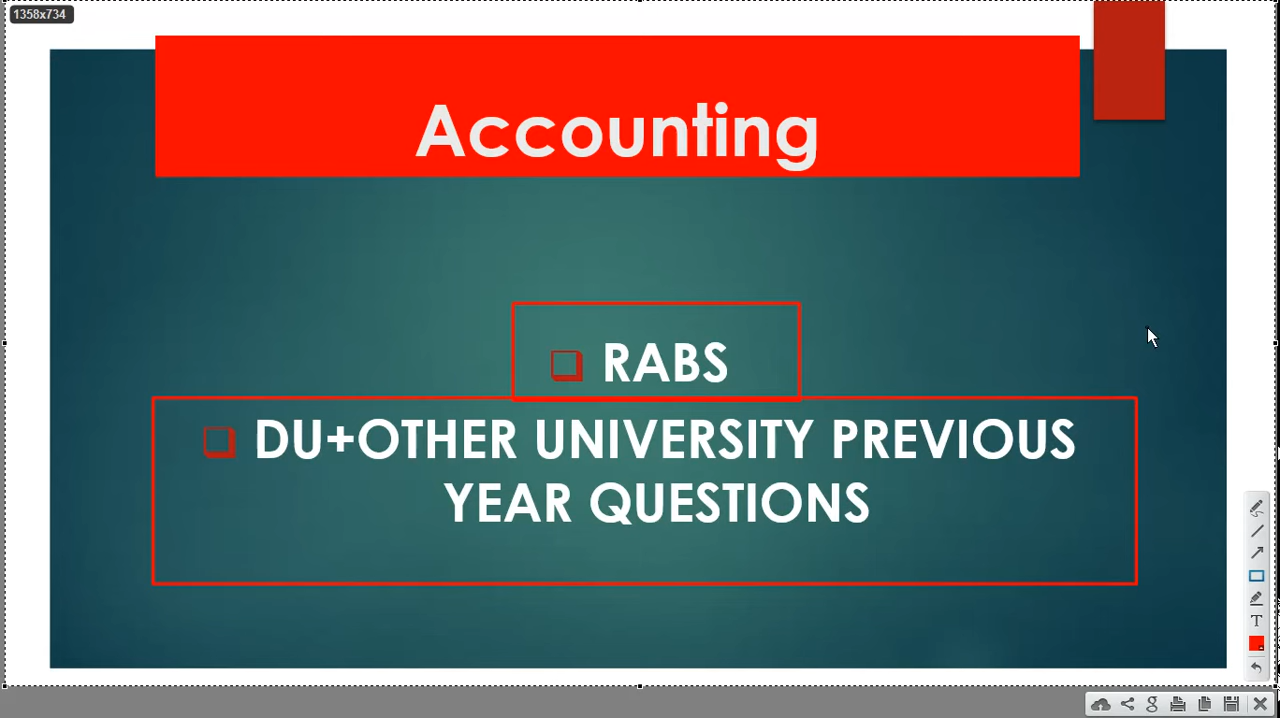 1358x734
Accounting
RABS
DU+OTHER UNIVERSITY PREVIOUS
YEAR QUESTIONS
T
g